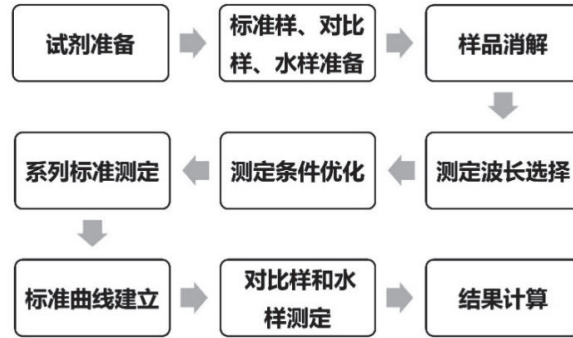 试剂准备
标准样、对比
样、水样准备
样品消解
测定波长选择
测定条件优化
系列标准测定
标准曲线建立
对比样和水
样测定
结果计算